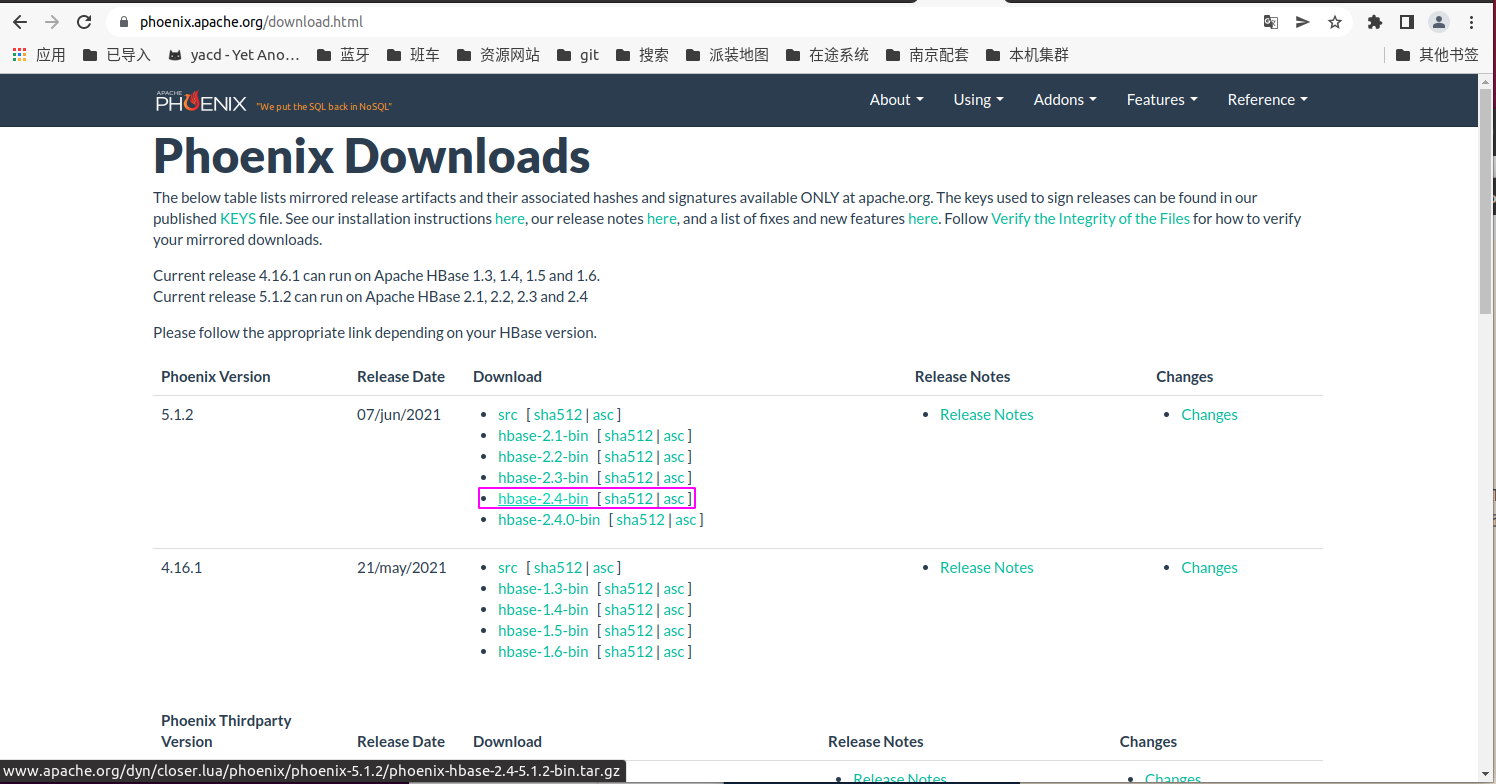 phoenix.apache.org/download.html
应用 已导入 yacd - Yet Ano… 蓝牙 班车 资源网站 git 搜索 派装地图 在途系统 南京配套 本机集群 其他书签
APACHE
PHOENIX "We put the SQL back in NoSQL" About Using Addons Features Reference
Phoenix Downloads
The below table lists mirrored release artifacts and their associated hashes and signatures available ONLY at apache.org. The keys used to sign releases can be found in our
published KEYS file. See our installation instructions here, our release notes here, and a list of fixes and new features here. Follow Verify the Integrity of the Files for how to verify
your mirrored downloads.
Current release 4.16.1 can run on Apache HBase 1.3, 1.4, 1.5 and 1.6.
Current release 5.1.2 can run on Apache HBase 2.1, 2.2, 2.3 and 2.4
Please follow the appropriate link depending on your HBase version.
Phoenix Version Release Date Download Release Notes Changes
5.1.2 07/jun/2021 • src [ sha512 | asc ] • Release Notes • Changes
• hbase-2.1-bin [ sha512 | asc ]
• hbase-2.2-bin [ sha512 | asc ]
• hbase-2.3-bin [ sha512 | asc ]
• hbase-2.4-bin [ sha512 | asc ]
• hbase-2.4.0-bin [ sha512 | asc ]
4.16.1 21/may/2021 • src [ sha512 | asc ] • Release Notes • Changes
• hbase-1.3-bin [ sha512 | asc ]
• hbase-1.4-bin [ sha512 | asc ]
• hbase-1.5-bin [ sha512 | asc ]
• hbase-1.6-bin [ sha512 | asc ]
Phoenix Thirdparty
Version Release Date Download Release Notes Changes
www.apache.org/dyn/closer.lua/phoenix/phoenix-5.1.2/phoenix-hbase-2.4-5.1.2-bin.tar.gz
• Release Notes • Changes